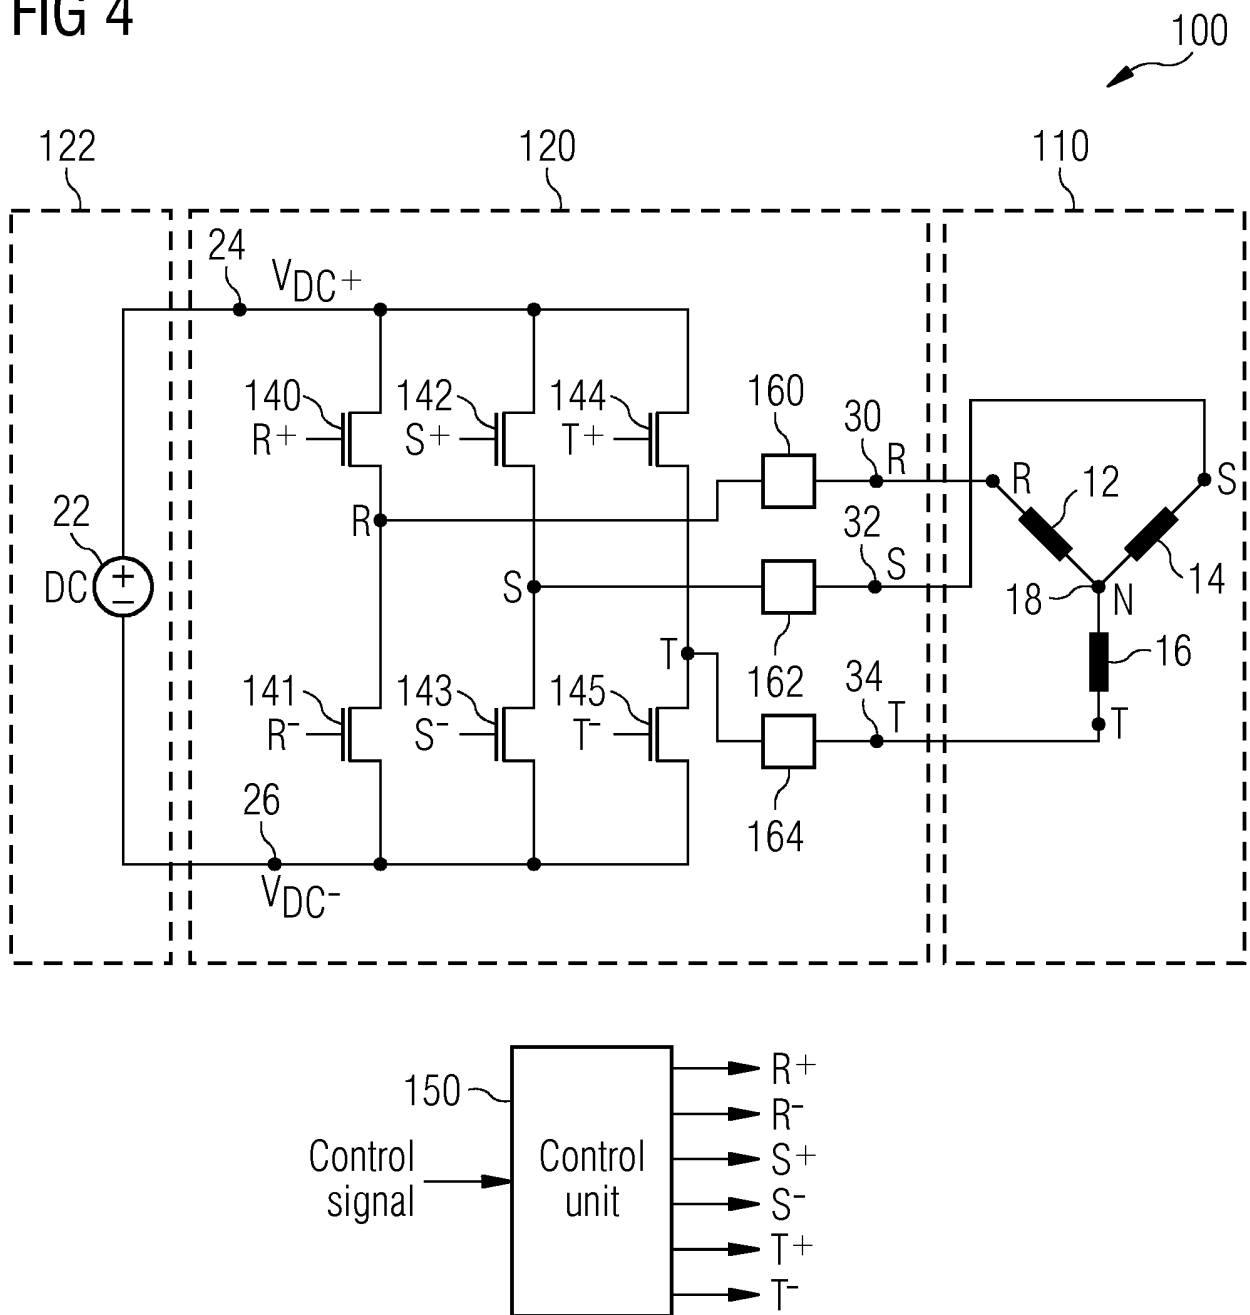 FIG 4
100
122
120
110
24
VDC+
140
142
144
160
30
R+
S+
T+
R
R
12
S
22
R
32
DC
S
S
18
N
14
T
16
141
143
145
162
34
R-
S-
T-
T
T
26
164
VDC-
150
R+
R-
Control signal
Control unit
S+
S-
T+
T-